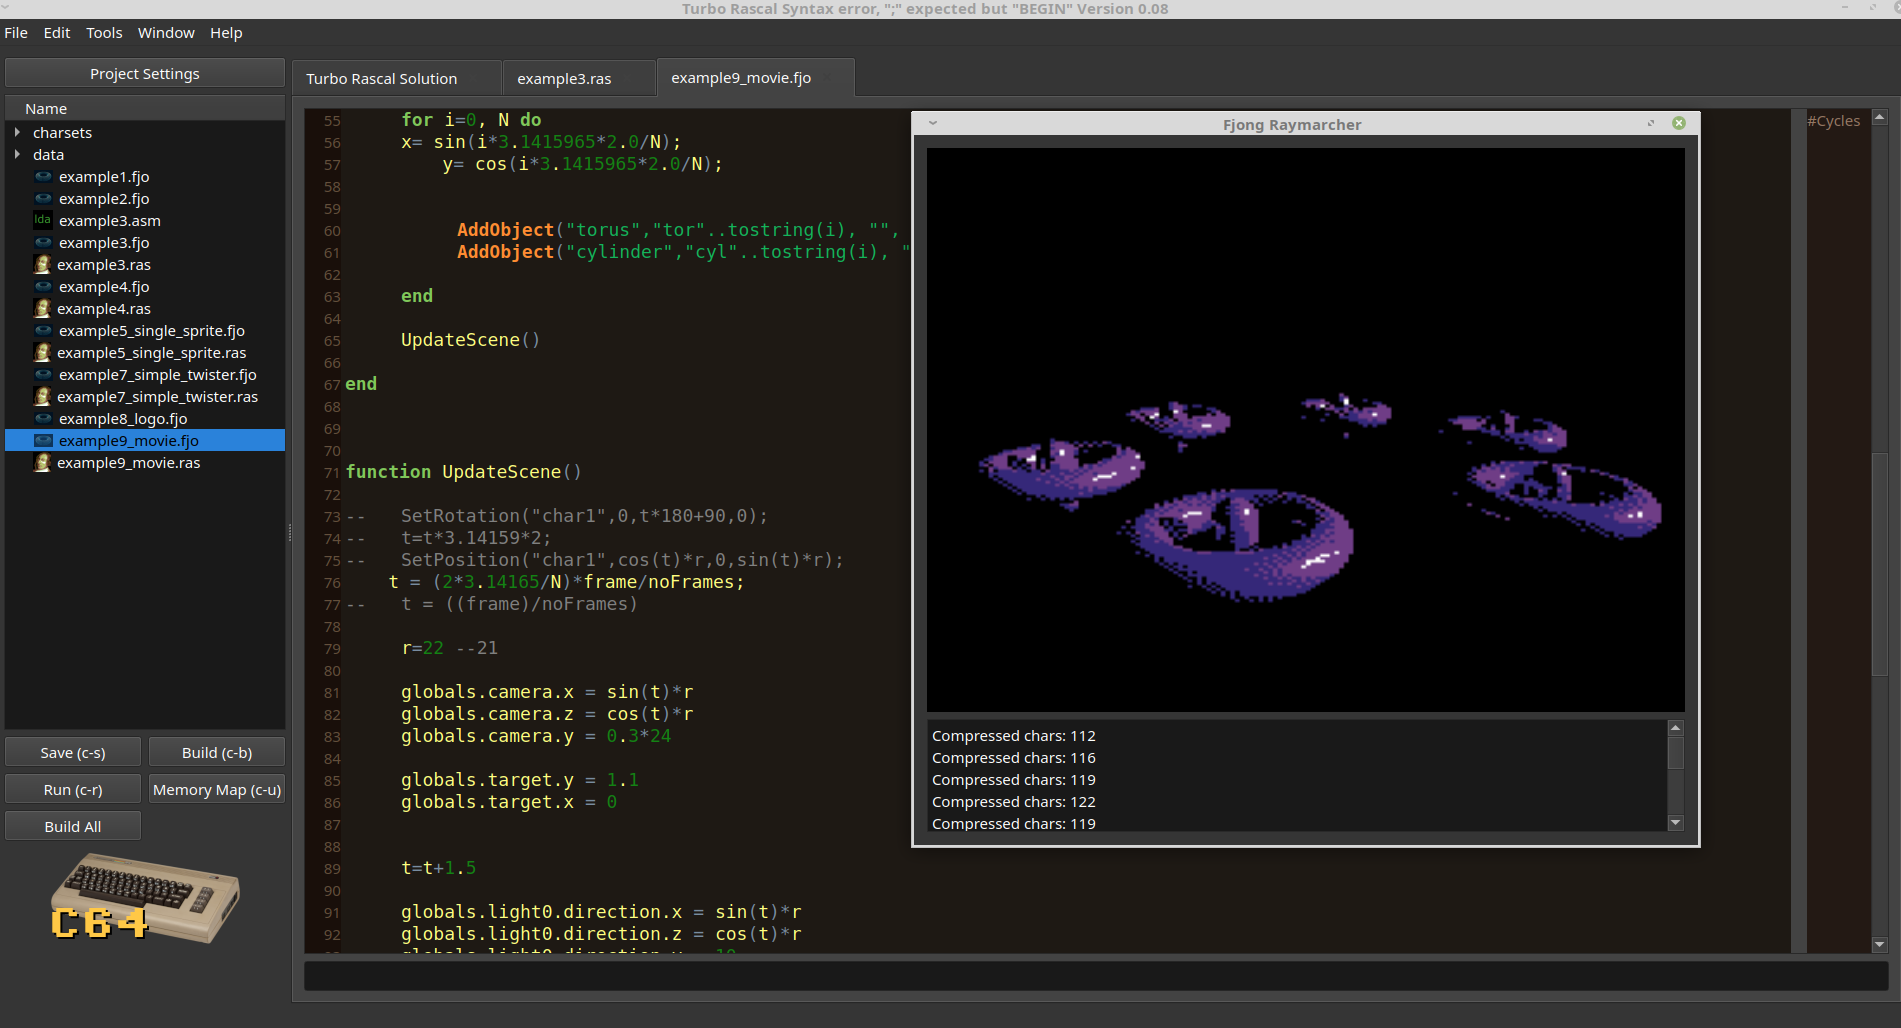 Turbo Rascal Syntax error, ";" expected but "BEGIN" Version 0.08
File Edit Tools Window Help
Project Settings
Name
charsets
data
example1.fjo
example2.fjo
lda example3.asm
example3.fjo
example3.ras
example4.fjo
example4.ras
example5_single_sprite.fjo
example5_single_sprite.ras
example7_simple_twister.fjo
example7_simple_twister.ras
example8_logo.fjo
example9_movie.fjo
example9_movie.ras
Save (c-s) Build (c-b)
Run (c-r) Memory Map (c-u)
Build All
C64
Turbo Rascal Solution example3.ras example9_movie.fjo
55 for i=0, N do
56 x= sin(i*3.1415965*2.0/N);
57 y= cos(i*3.1415965*2.0/N);
58
59
60 AddObject("torus","tor"..tostring(i), "",
61 AddObject("cylinder","cyl"..tostring(i), "
62
63 end
64
65 UpdateScene()
66
67 end
68
69
70
71 function UpdateScene()
72
73 -- SetRotation("char1",0,t*180+90,0);
74 -- t=t*3.14159*2;
75 -- SetPosition("char1",cos(t)*r,0,sin(t)*r);
76 t = (2*3.14165/N)*frame/noFrames;
77 -- t = ((frame)/noFrames)
78
79 r=22 --21
80
81 globals.camera.x = sin(t)*r
82 globals.camera.z = cos(t)*r
83 globals.camera.y = 0.3*24
84
85 globals.target.y = 1.1
86 globals.target.x = 0
87
88
89 t=t+1.5
90
91 globals.light0.direction.x = sin(t)*r
92 globals.light0.direction.z = cos(t)*r
#Cycles
Fjong Raymarcher
Compressed chars: 112
Compressed chars: 116
Compressed chars: 119
Compressed chars: 122
Compressed chars: 119